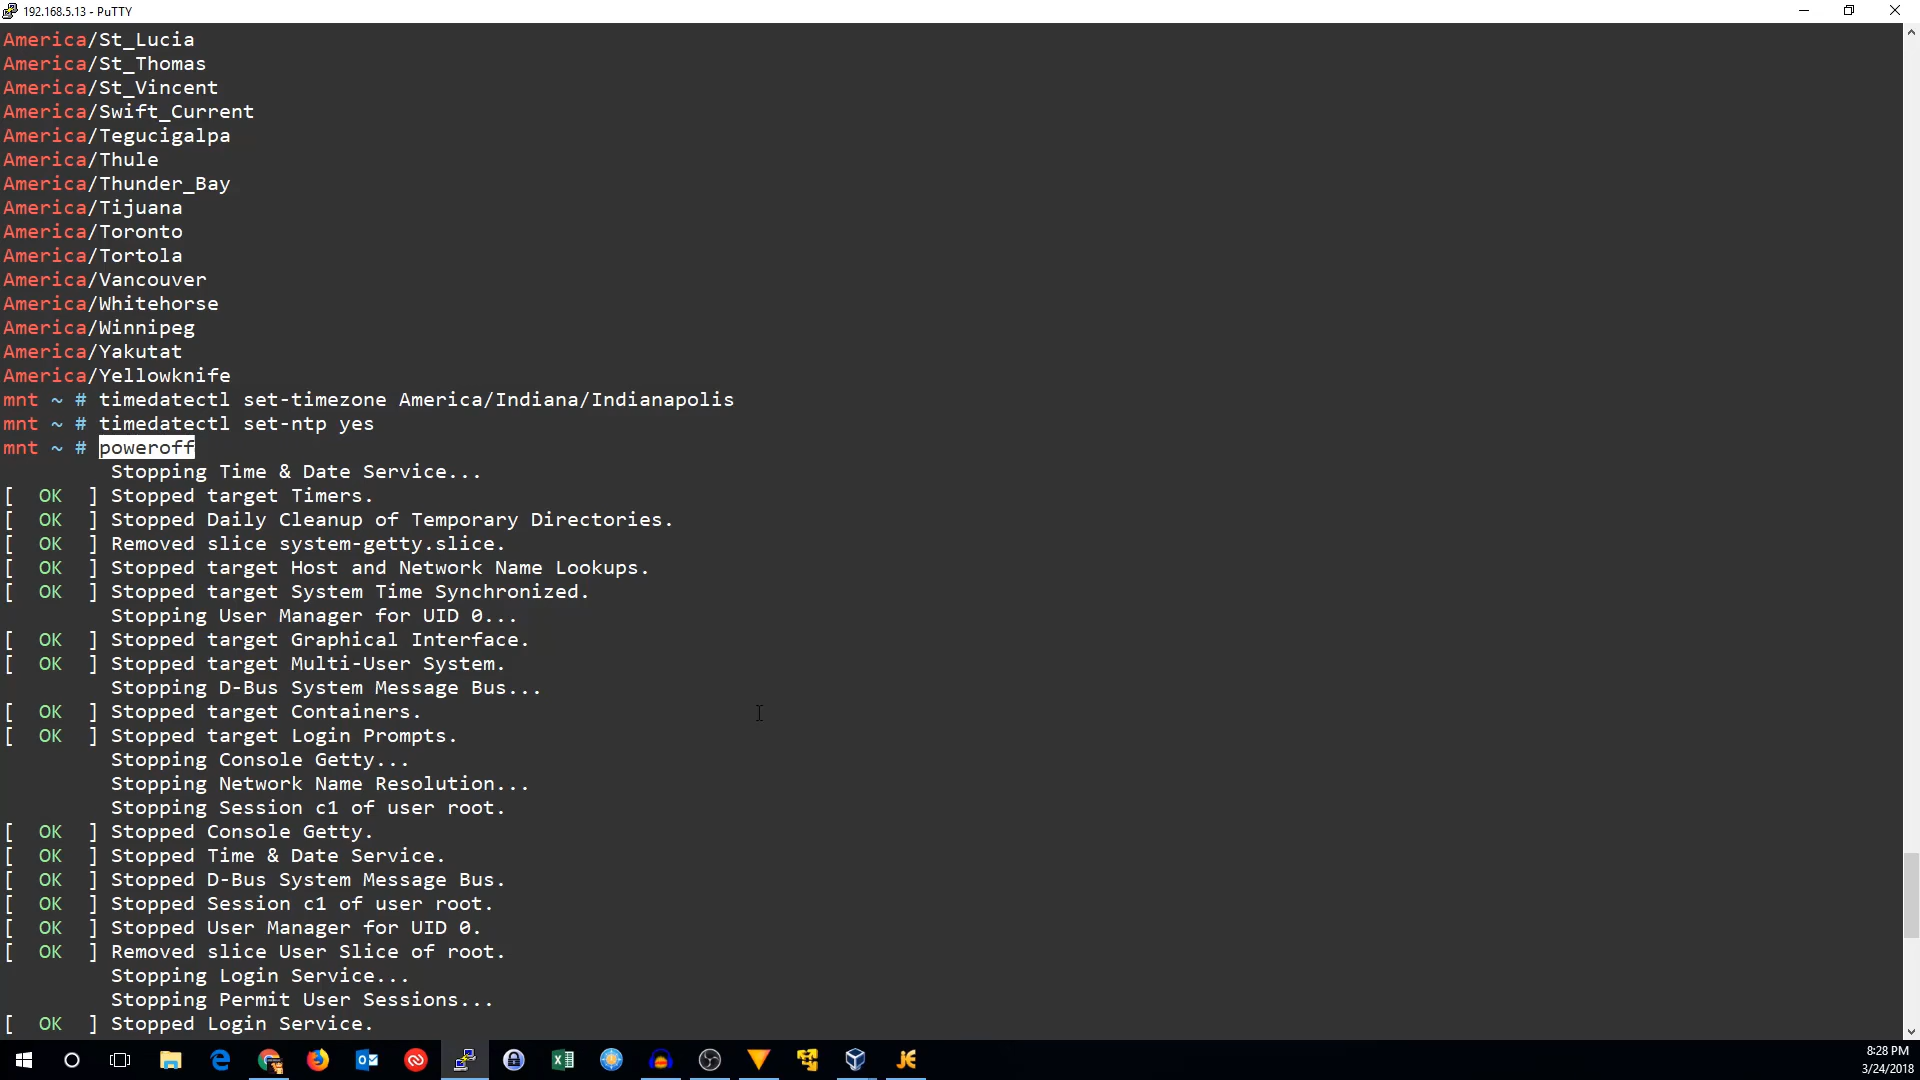 192.168.5.13 - PuTTY
America/St_Lucia
America/St_Thomas
America/St_Vincent
America/Swift_Current
America/Tegucigalpa
America/Thule
America/Thunder_Bay
America/Tijuana
America/Toronto
America/Tortola
America/Vancouver
America/Whitehorse
America/Winnipeg
America/Yakutat
America/Yellowknife
mnt ~ # timedatectl set-timezone America/Indiana/Indianapolis
mnt ~ # timedatectl set-ntp yes
mnt ~ # poweroff
Stopping Time & Date Service...
[ OK ] Stopped target Timers.
[ OK ] Stopped Daily Cleanup of Temporary Directories.
[ OK ] Removed slice system-getty.slice.
[ OK ] Stopped target Host and Network Name Lookups.
[ OK ] Stopped target System Time Synchronized.
Stopping User Manager for UID 0...
[ OK ] Stopped target Graphical Interface.
[ OK ] Stopped target Multi-User System.
Stopping D-Bus System Message Bus...
[ OK ] Stopped target Containers.
[ OK ] Stopped target Login Prompts.
Stopping Console Getty...
Stopping Network Name Resolution...
Stopping Session c1 of user root.
[ OK ] Stopped Console Getty.
[ OK ] Stopped Time & Date Service.
[ OK ] Stopped D-Bus System Message Bus.
[ OK ] Stopped Session c1 of user root.
[ OK ] Stopped User Manager for UID 0.
[ OK ] Removed slice User Slice of root.
Stopping Login Service...
Stopping Permit User Sessions...
[ OK ] Stopped Login Service.
8:28 PM
3/24/2018